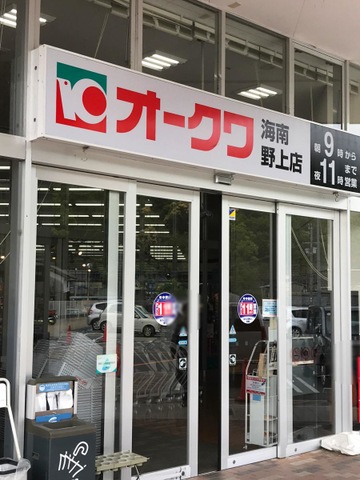 オークワ
海南
野上店
朝9時から
夜11時まで営業